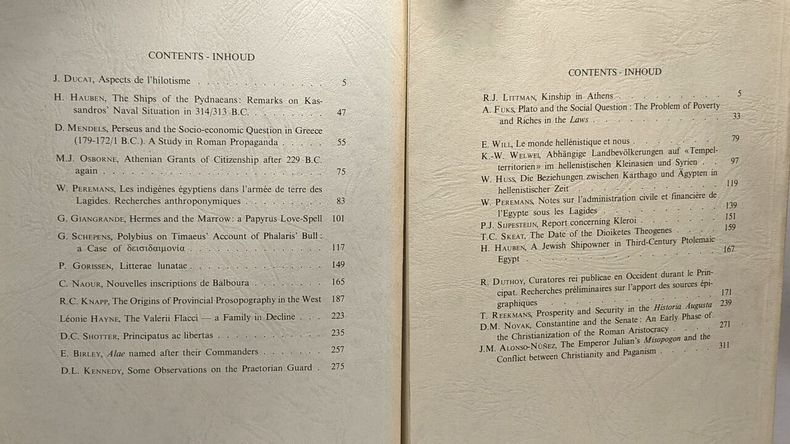 CONTENTS - INHOUD
J. DUCAT, Aspects de l'hilotisme . . . . . . . . . . . . . 5
H. HAUBEN, The Ships of the Pydnaeans: Remarks on Kas-
sandros' Naval Situation in 314/313 B.C. . . . . . . . . 47
D. MENDELS, Perseus and the Socio-economic Question in Greece
(179-172/1 B.C.). A Study in Roman Propaganda . . . . . 55
M.J. OSBORNE, Athenian Grants of Citizenship after 229 B.C.
again . . . . . . . . . . . . . . . . . . . . . 75
W. PEREMANS, Les indigènes égyptiens dans l'armée de terre des
Lagides. Recherches anthroponymiques . . . . . . . . 83
G. GIANGRANDE, Hermes and the Marrow: a Papyrus Love-Spell 101
G. SCHEPENS, Polybius on Timaeus' Account of Phalaris' Bull:
a Case of δεισιδαιμονία . . . . . . . . . . . . . 117
P. GORISSEN, Litterae lunatae . . . . . . . . . . . . . 149
C. NAOUR, Nouvelles inscriptions de Balboura . . . . . . . 165
R.C. KNAPP, The Origins of Provincial Prosopography in the West 187
Léonie HAYNE, The Valerii Flacci — a Family in Decline . . . . 223
D.C. SHOTTER, Principatus ac libertas . . . . . . . . . . 235
E. BIRLEY, Alae named after their Commanders . . . . . . . 257
D.L. KENNEDY, Some Observations on the Praetorian Guard . 275
CONTENTS - INHOUD
R.J. LITTMAN, Kinship in Athens . . . . . . . . . . . 5
A. FUKS, Plato and the Social Question: The Problem of Poverty
and Riches in the Laws . . . . . . . . . . . . 33
E. WILL, Le monde hellénistique et nous . . . . . . . . 79
K.-W. WELWEI, Abhängige Landbevölkerungen auf «Tempel-
territorien» im hellenistischen Kleinasien und Syrien . . 97
W. HUSS, Die Beziehungen zwischen Karthago und Ägypten in
hellenistischer Zeit . . . . . . . . . . . . . 119
W. PEREMANS, Notes sur l'administration civile et financière de
l'Egypte sous les Lagides . . . . . . . . . . . 139
P.J. SIJPESTEIJN, Report concerning Kleroi . . . . . . . 151
T.C. SKEAT, The Date of the Dioiketes Theogenes . . . . . 159
H. HAUBEN, A Jewish Shipowner in Third-Century Ptolemaic
Egypt . . . . . . . . . . . . . . . . . . 167
R. DUTHOY, Curatores rei publicae en Occident durant le Prin-
cipat. Recherches préliminaires sur l'apport des sources épi-
graphiques . . . . . . . . . . . . . . . . 171
T. REEKMANS, Prosperity and Security in the Historia Augusta 239
D.M. NOVAK, Constantine and the Senate: An Early Phase of
the Christianization of the Roman Aristocracy . . . . 271
J.M. ALONSO-NÚÑEZ, The Emperor Julian's Misopogon and the
Conflict between Christianity and Paganism . . . . . 311